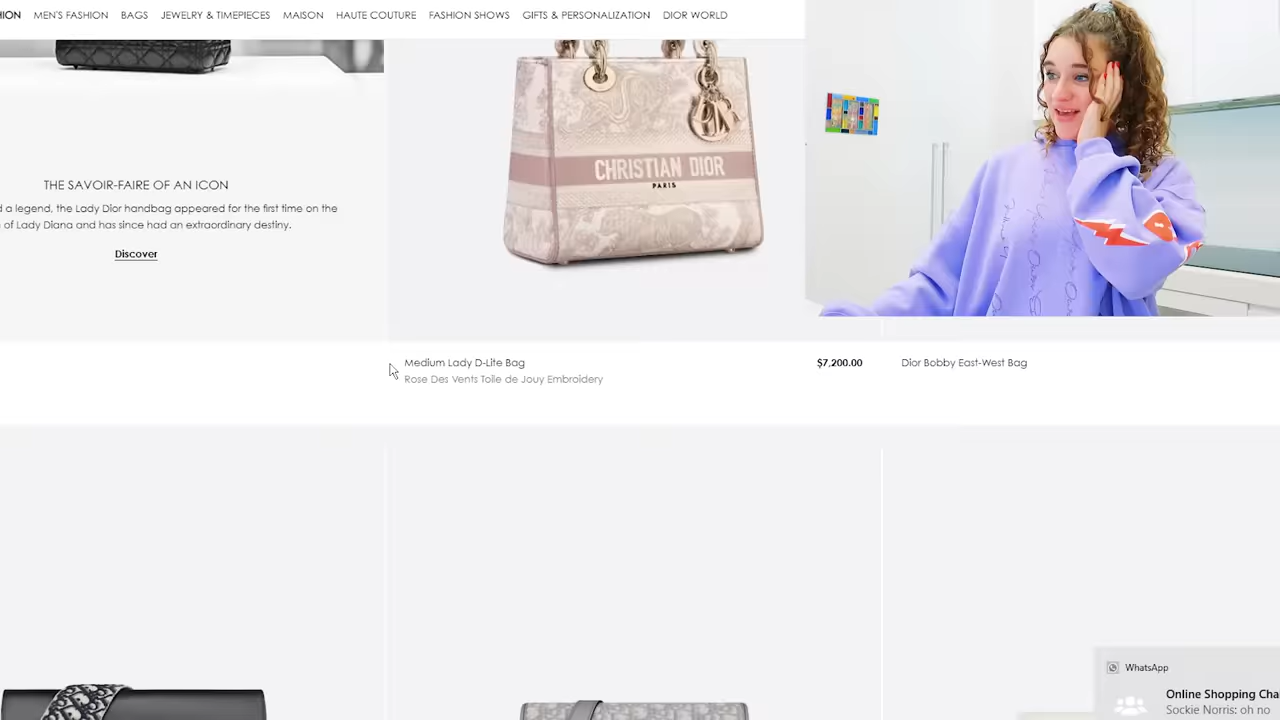 HION MEN'S FASHION BAGS JEWELRY & TIMEPIECES MAISON HAUTE COUTURE FASHION SHOWS GIFTS & PERSONALIZATION DIOR WORLD
CHRISTIAN DIOR
PARIS
THE SAVOIR-FAIRE OF AN ICON
d a legend, the Lady Dior handbag appeared for the first time on the
of Lady Diana and has since had an extraordinary destiny.
Discover
Medium Lady D-Lite Bag
$7,200.00
Rose Des Vents Toile de Jouy Embroidery
Dior Bobby East-West Bag
WhatsApp
Online Shopping Cha
Sockie Norris: oh no